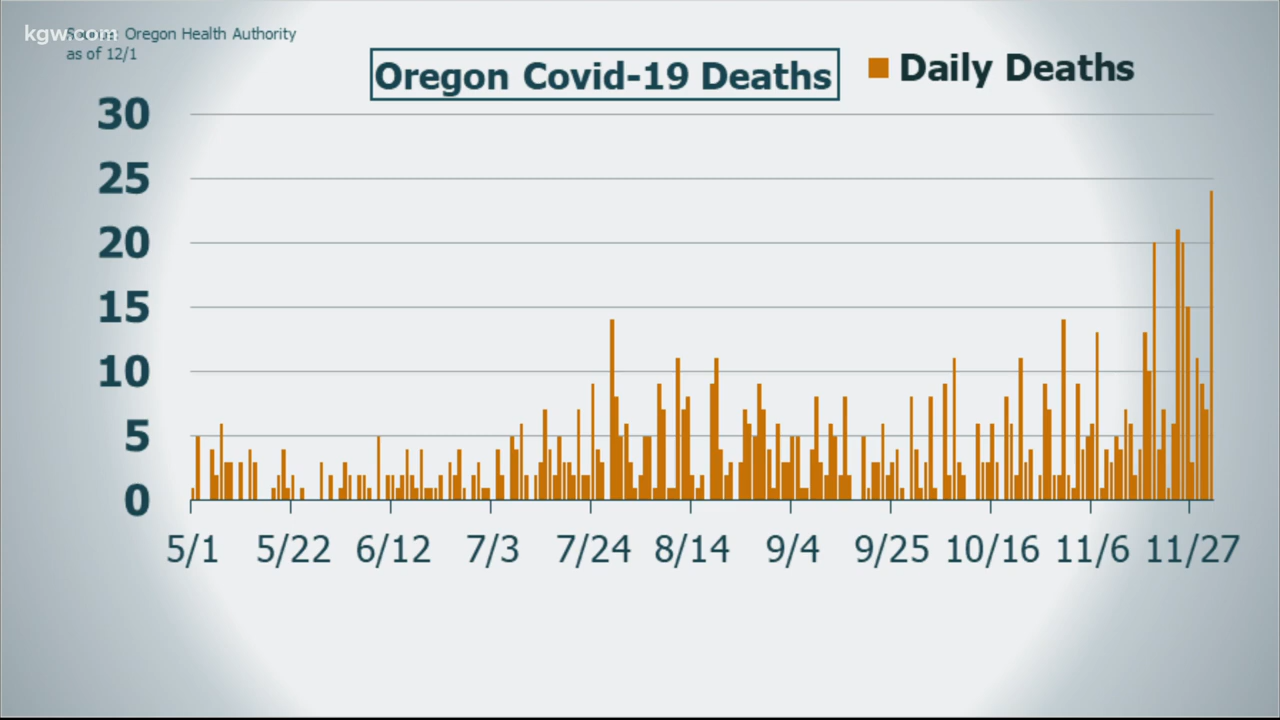 kgw.com Oregon Health Authority
as of 12/1
Oregon Covid-19 Deaths
Daily Deaths
30
25
20
15
10
5
0
5/1 5/22 6/12 7/3 7/24 8/14 9/4 9/25 10/16 11/6 11/27